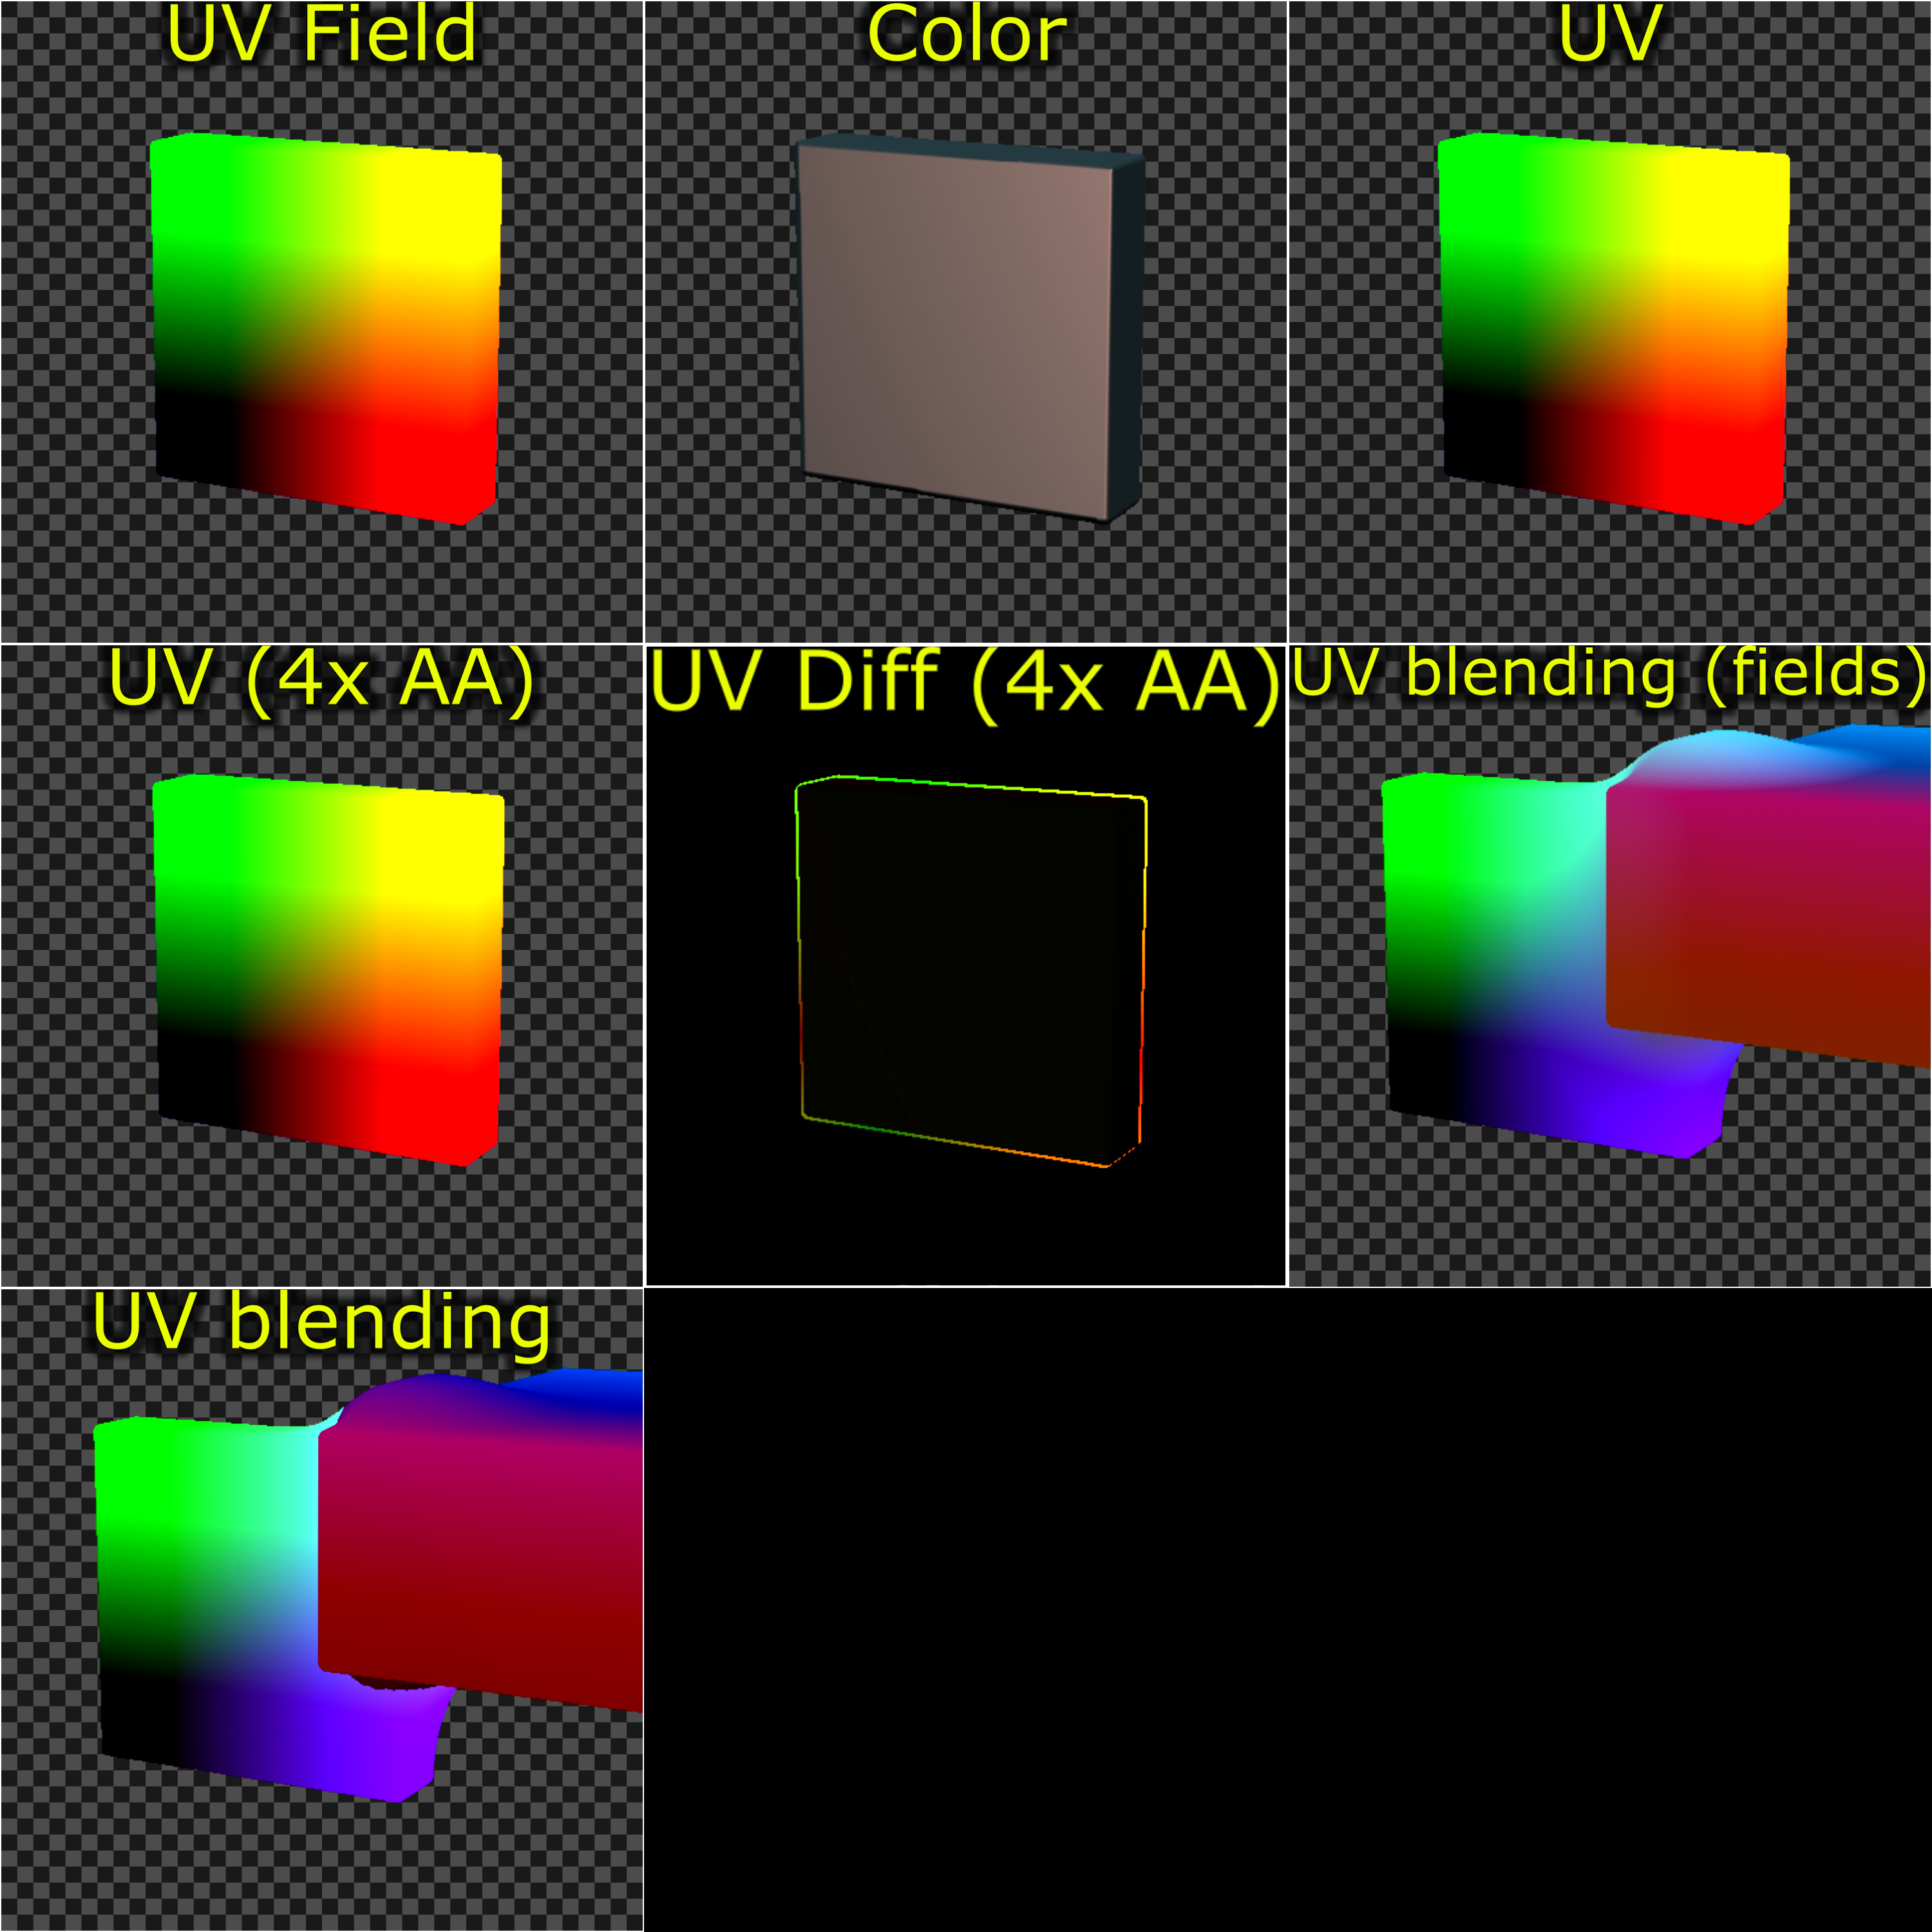 UV Field
Color
UV
UV (4x AA)
UV Diff (4x AA)
UV blending (fields)
UV blending